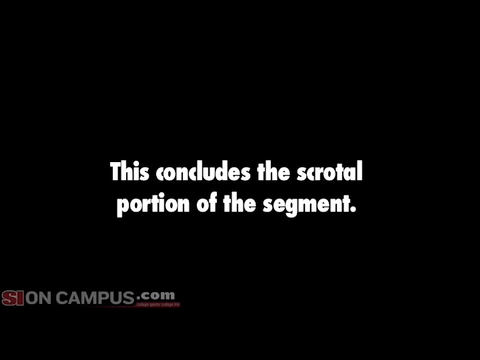 This concludes the scrotal
portion of the segment.
SI ON CAMPUS.com